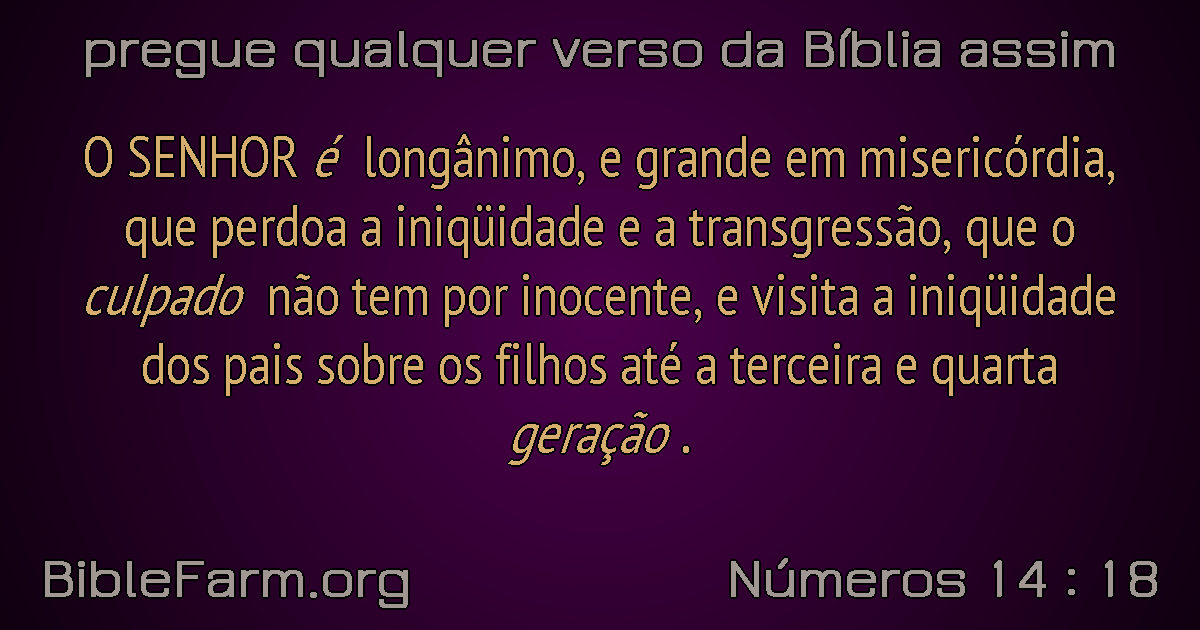 pregue qualquer verso da Bíblia assim
O SENHOR é longânimo, e grande em misericórdia,
que perdoa a iniqüidade e a transgressão, que o
culpado não tem por inocente, e visita a iniqüidade
dos pais sobre os filhos até a terceira e quarta
geração .
BibleFarm.org
Números 14 : 18